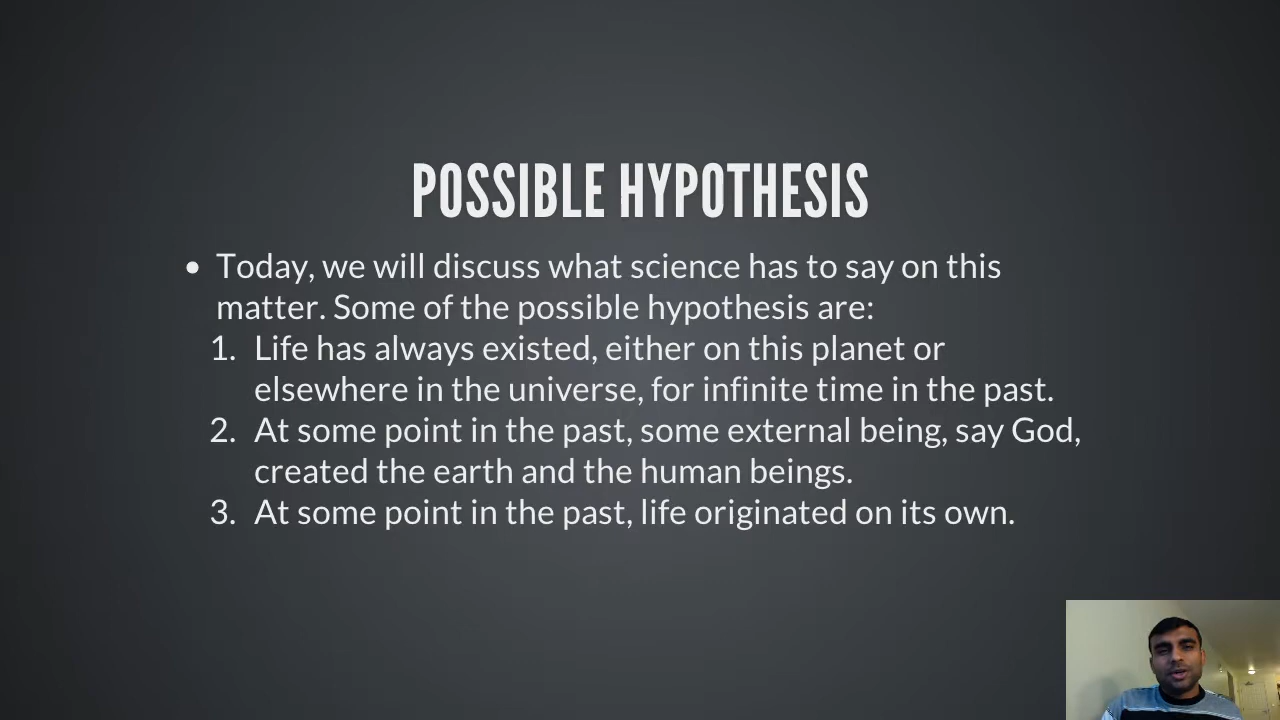 POSSIBLE HYPOTHESIS
• Today, we will discuss what science has to say on this
matter. Some of the possible hypothesis are:
1. Life has always existed, either on this planet or
elsewhere in the universe, for infinite time in the past.
2. At some point in the past, some external being, say God,
created the earth and the human beings.
3. At some point in the past, life originated on its own.